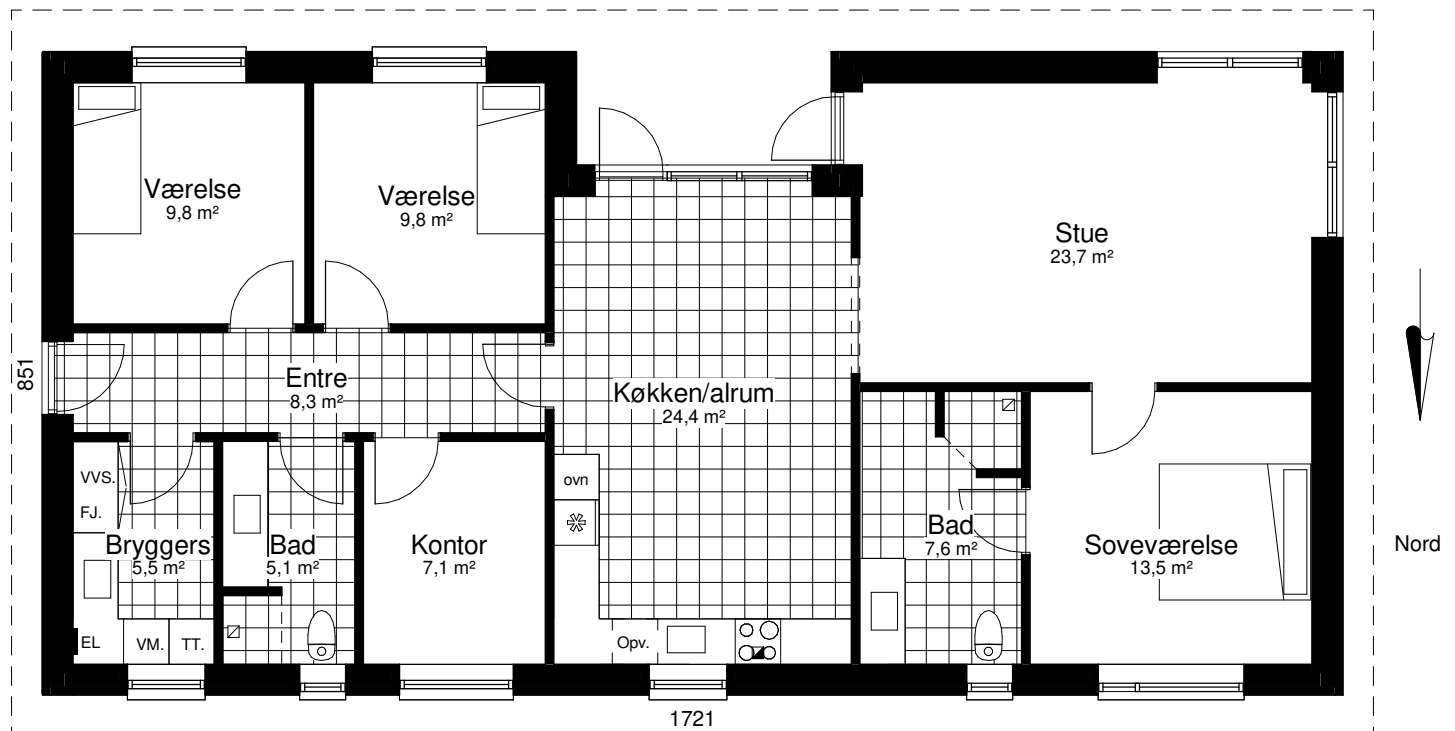 Værelse
9,8 m²
Værelse
9,8 m²
Stue
23,7 m²
851
Entre
8,3 m²
Køkken/alrum
24,4 m²
VVS.
FJ.
ovn
Bryggers
5,5 m²
Bad
5,1 m²
Kontor
7,1 m²
Bad
7,6 m²
Soveværelse
13,5 m²
Nord
EL
VM.
TT.
Opv.
1721